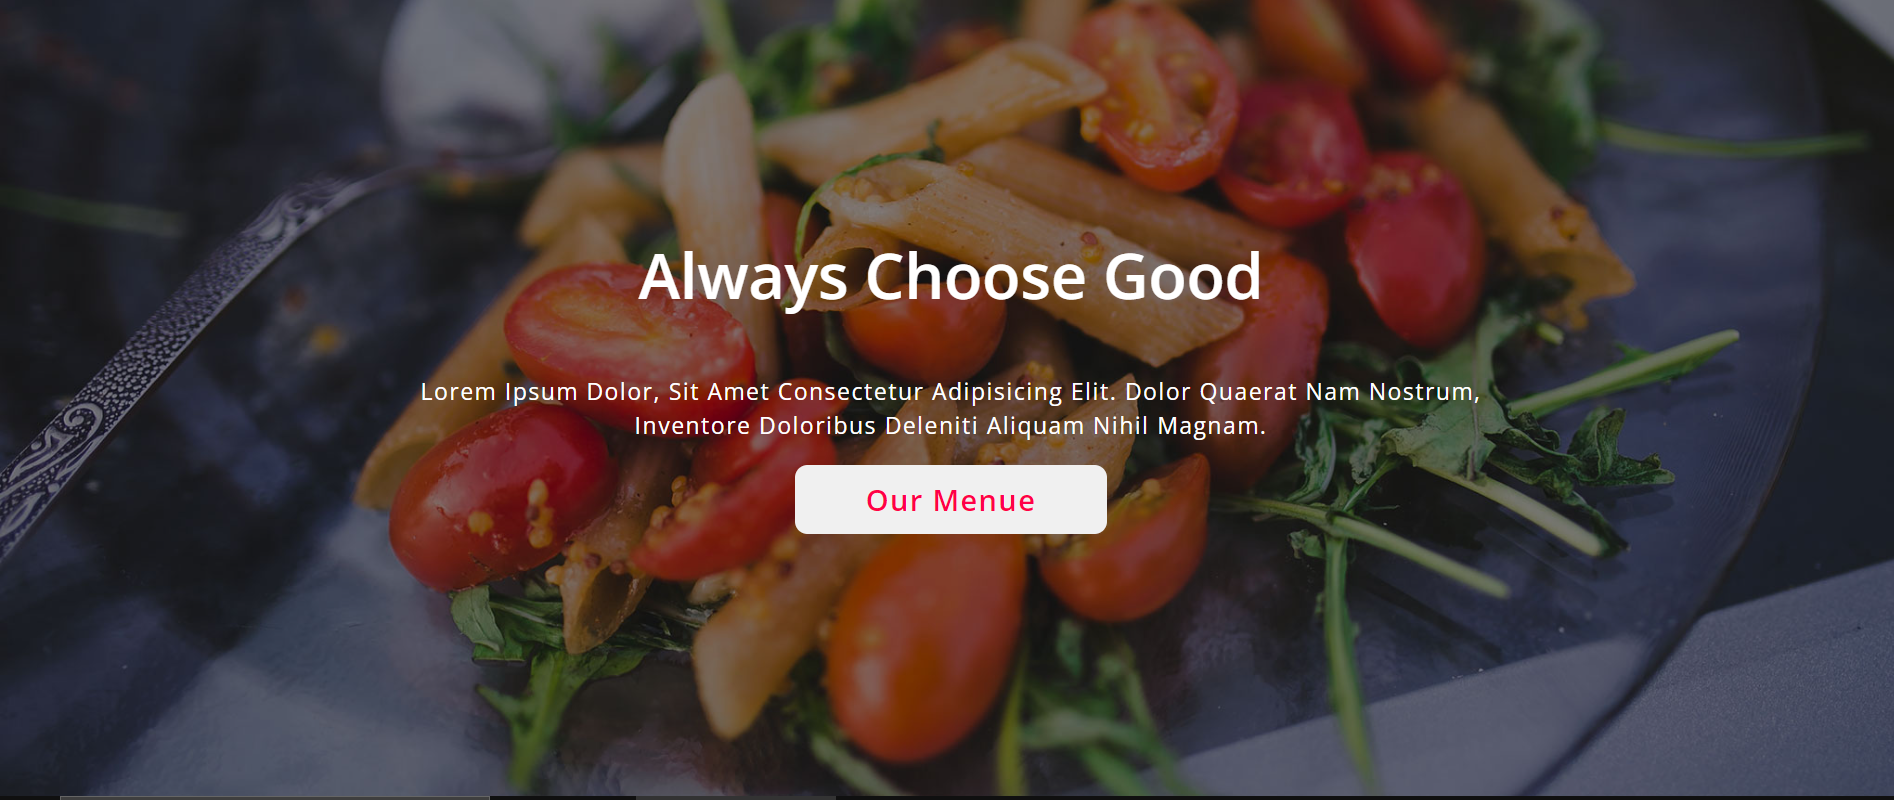 Always Choose Good
Lorem Ipsum Dolor, Sit Amet Consectetur Adipisicing Elit. Dolor Quaerat Nam Nostrum,
Inventore Doloribus Deleniti Aliquam Nihil Magnam.
Our Menue